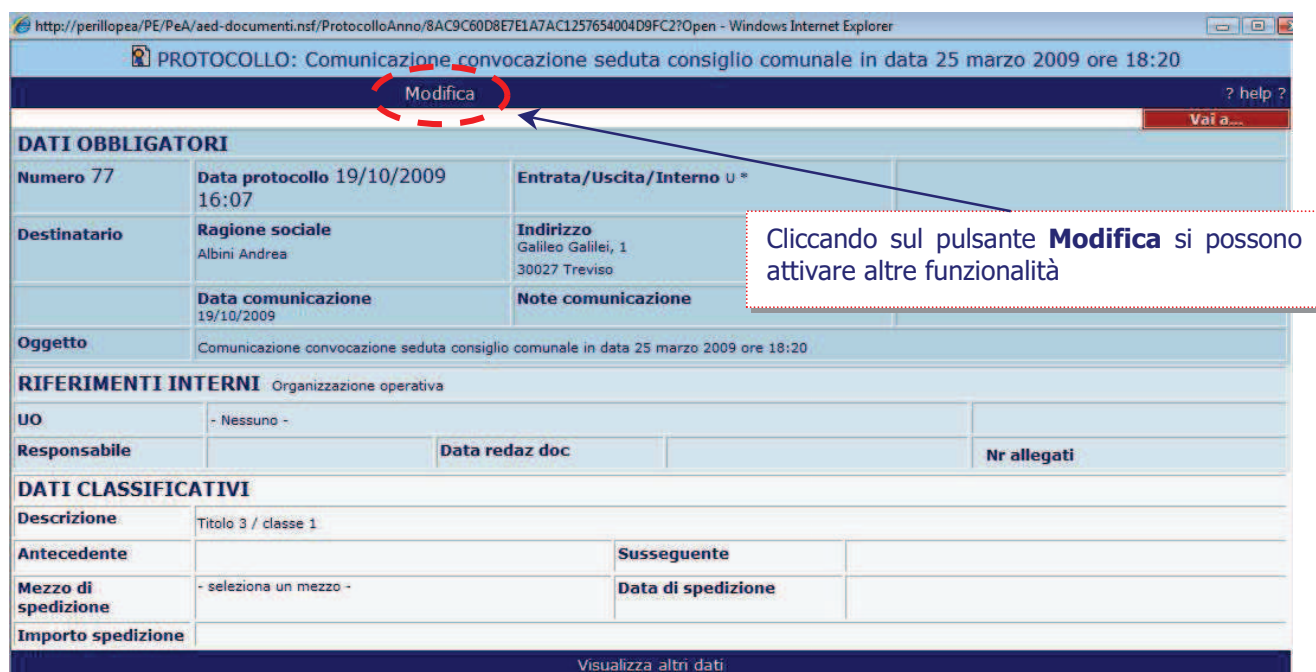 http://perillopea/PE/PeA/aed-documenti.nsf/ProtocolloAnno/8AC9C60D8E7E1A7AC1257654004D9FC2?Open - Windows Internet Explorer
PROTOCOLLO: Comunicazione convocazione seduta consiglio comunale in data 25 marzo 2009 ore 18:20
Modifica ? help ?
Vai a...
DATI OBBLIGATORI
Numero 77 Data protocollo 19/10/2009 16:07 Entrata/Uscita/Interno U *
Destinatario Ragione sociale Indirizzo
Albini Andrea Galileo Galilei, 1
30027 Treviso
Cliccando sul pulsante Modifica si possono
attivare altre funzionalità
Data comunicazione Note comunicazione
19/10/2009
Oggetto Comunicazione convocazione seduta consiglio comunale in data 25 marzo 2009 ore 18:20
RIFERIMENTI INTERNI Organizzazione operativa
UO - Nessuno -
Responsabile Data redaz doc Nr allegati
DATI CLASSIFICATIVI
Descrizione Titolo 3 / classe 1
Antecedente Susseguente
Mezzo di spedizione - seleziona un mezzo - Data di spedizione
Importo spedizione
Visualizza altri dati